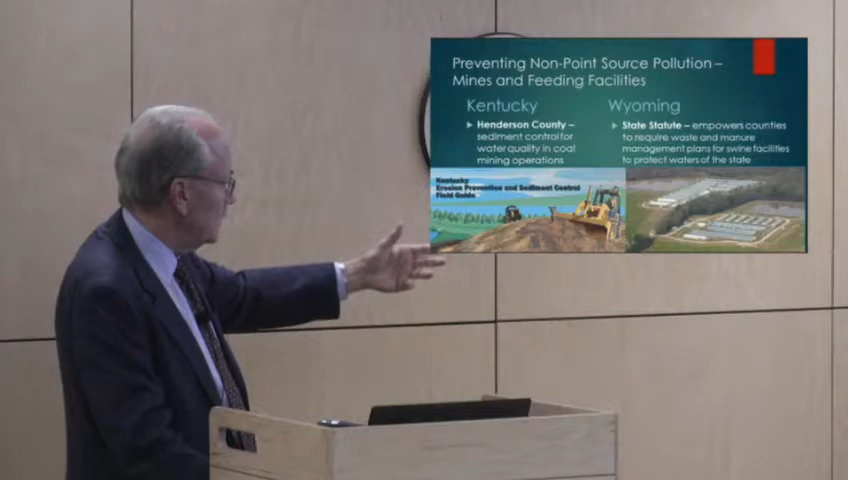 Preventing Non-Point Source Pollution –
Mines and Feeding Facilities
Kentucky
Henderson County –
sediment control for
water quality in coal
mining operations
Wyoming
State Statute – empowers counties
to require waste and manure
management plans for swine facilities
to protect waters of the state
Kentucky
Erosion Prevention and Sediment Control
Field Guide